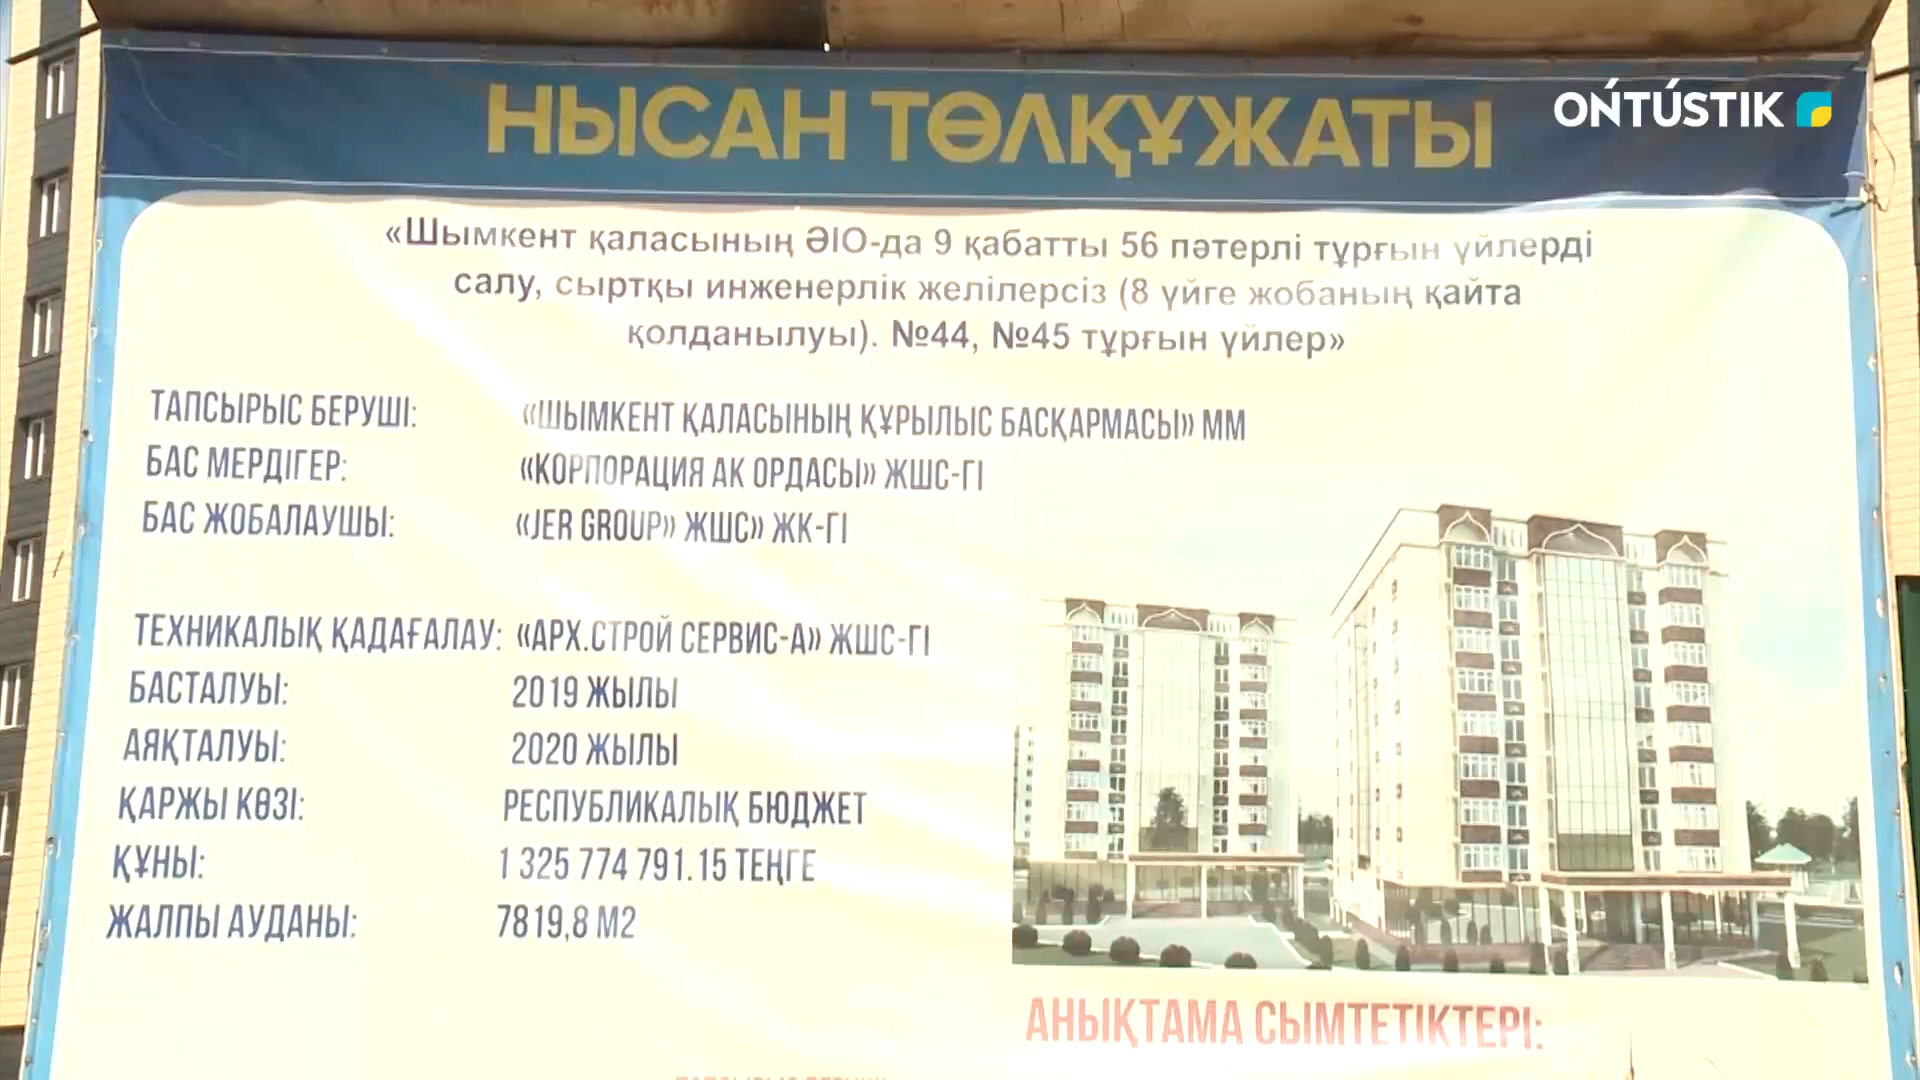 НЫСАН ТӨЛҚҰЖАТЫ
OŃTÚSTIK
«Шымкент қаласының ӘІО-да 9 қабатты 56 пәтерлі тұрғын үйлерді
салу, сыртқы инженерлік желілерсіз (8 үйге жобаның қайта
қолданылуы). №44, №45 тұрғын үйлер»
ТАПСЫРЫС БЕРУШІ: «ШЫМКЕНТ ҚАЛАСЫНЫҢ ҚҰРЫЛЫС БАСҚАРМАСЫ» ММ
БАС МЕРДІГЕР: «КОРПОРАЦИЯ АК ОРДАСЫ» ЖШС-ГІ
БАС ЖОБАЛАУШЫ: «JER GROUP» ЖШС» ЖК-ГІ
ТЕХНИКАЛЫҚ ҚАДАҒАЛАУ: «АРХ.СТРОЙ СЕРВИС-А» ЖШС-ГІ
БАСТАЛУЫ: 2019 ЖЫЛЫ
АЯҚТАЛУЫ: 2020 ЖЫЛЫ
ҚАРЖЫ КӨЗІ: РЕСПУБЛИКАЛЫҚ БЮДЖЕТ
ҚҰНЫ: 1 325 774 791.15 ТЕҢГЕ
ЖАЛПЫ АУДАНЫ: 7819,8 М2
АНЫҚТАМА СЫМТЕТІКТЕРІ: